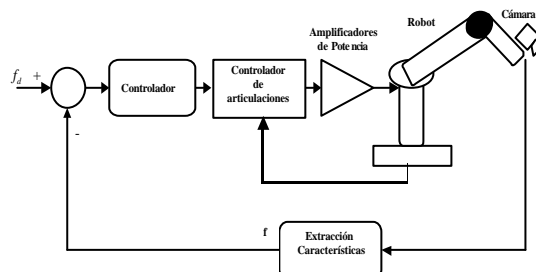 Amplificadores
de Potencia
Robot
Cámara
f_d +
Controlador
Controlador
de
articulaciones
-
f
Extracción
Características